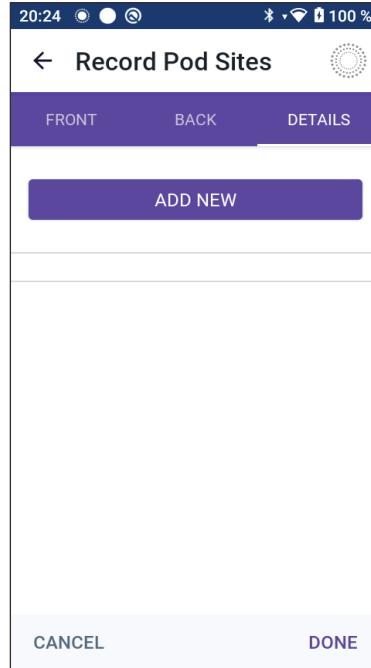 20:24 100 %
Record Pod Sites
FRONT BACK DETAILS
ADD NEW
CANCEL DONE